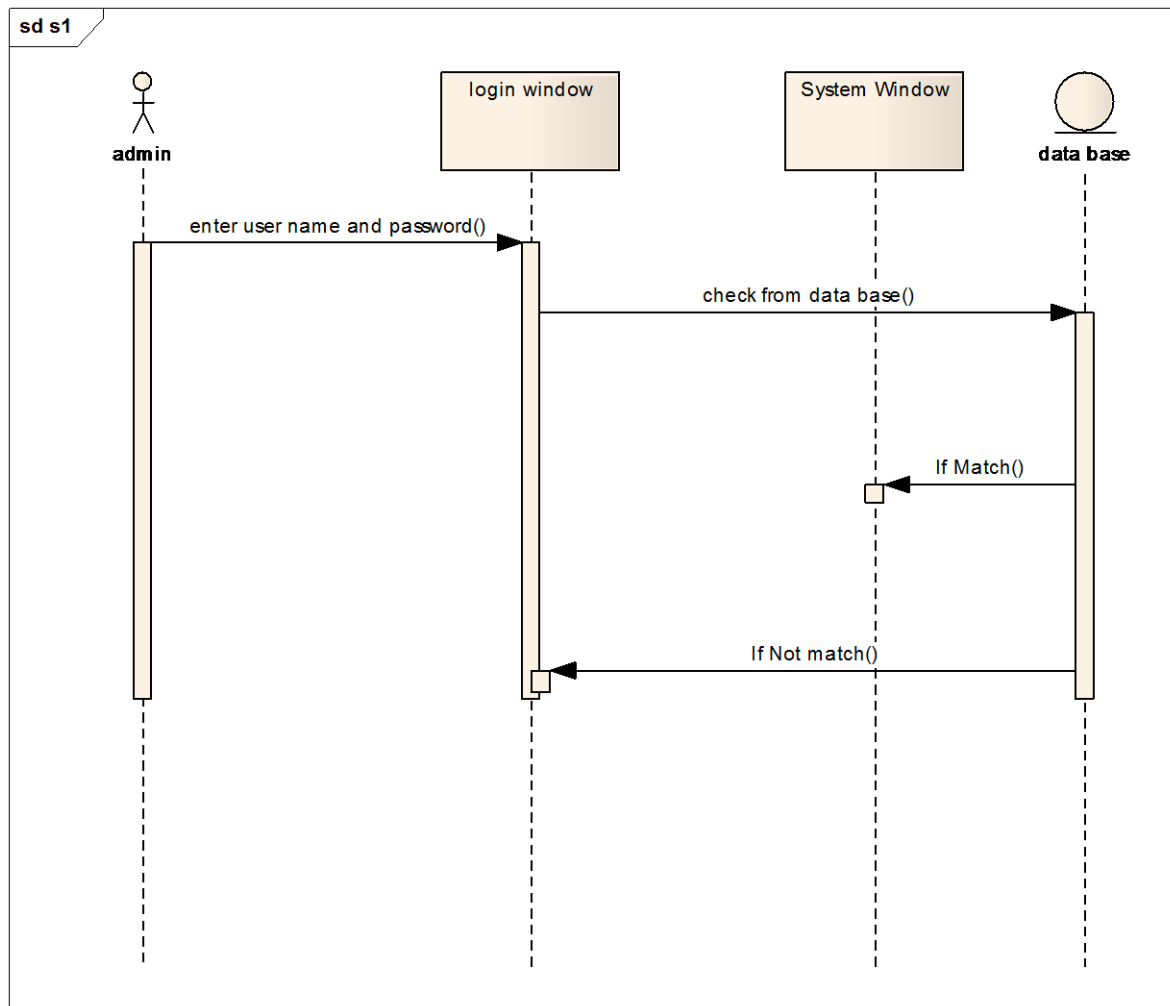 sd s1
login window
System Window
admin
data base
enter user name and password()
check from data base()
If Match()
If Not match()